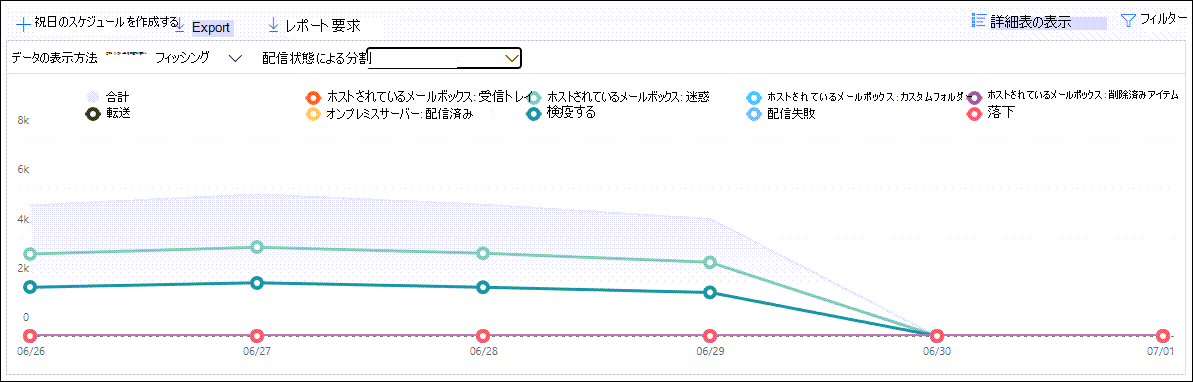 祝日のスケジュールを作成する Export レポート要求 詳細表の表示 フィルター
データの表示方法 フィッシング 配信状態による分割
合計 ホストされているメールボックス: 受信トレイ ホストされているメールボックス: 迷惑 ホストされているメールボックス: カスタムフォルダー ホストされているメールボックス: 削除済みアイテム
転送 オンプレミスサーバー: 配信済み 検疫する 配信失敗 落下
8k
6k
4k
2k
0
06/26 06/27 06/28 06/29 06/30 07/01